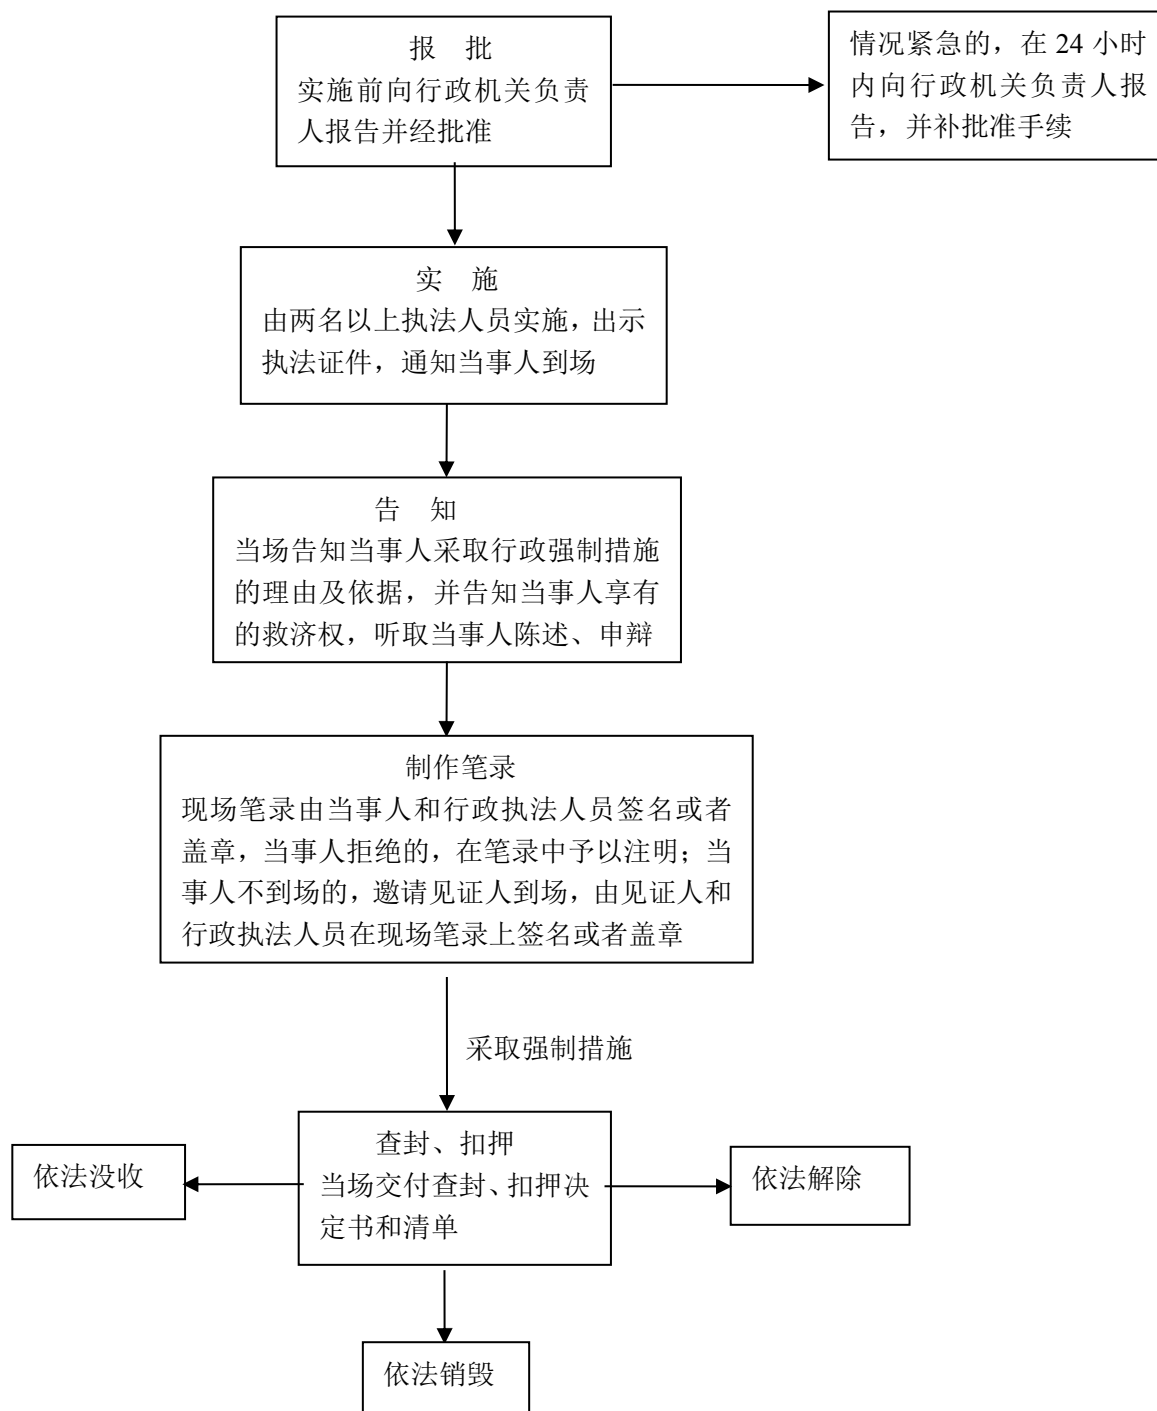 报 批
实施前向行政机关负责
人报告并经批准
情况紧急的，在 24 小时
内向行政机关负责人报
告，并补批准手续
实 施
由两名以上执法人员实施，出示
执法证件，通知当事人到场
告 知
当场告知当事人采取行政强制措施
的理由及依据，并告知当事人享有
的救济权，听取当事人陈述、申辩
制作笔录
现场笔录由当事人和行政执法人员签名或者
盖章，当事人拒绝的，在笔录中予以注明；当
事人不到场的，邀请见证人到场，由见证人和
行政执法人员在现场笔录上签名或者盖章
采取强制措施
查封、扣押
当场交付查封、扣押决
定书和清单
依法没收
依法解除
依法销毁